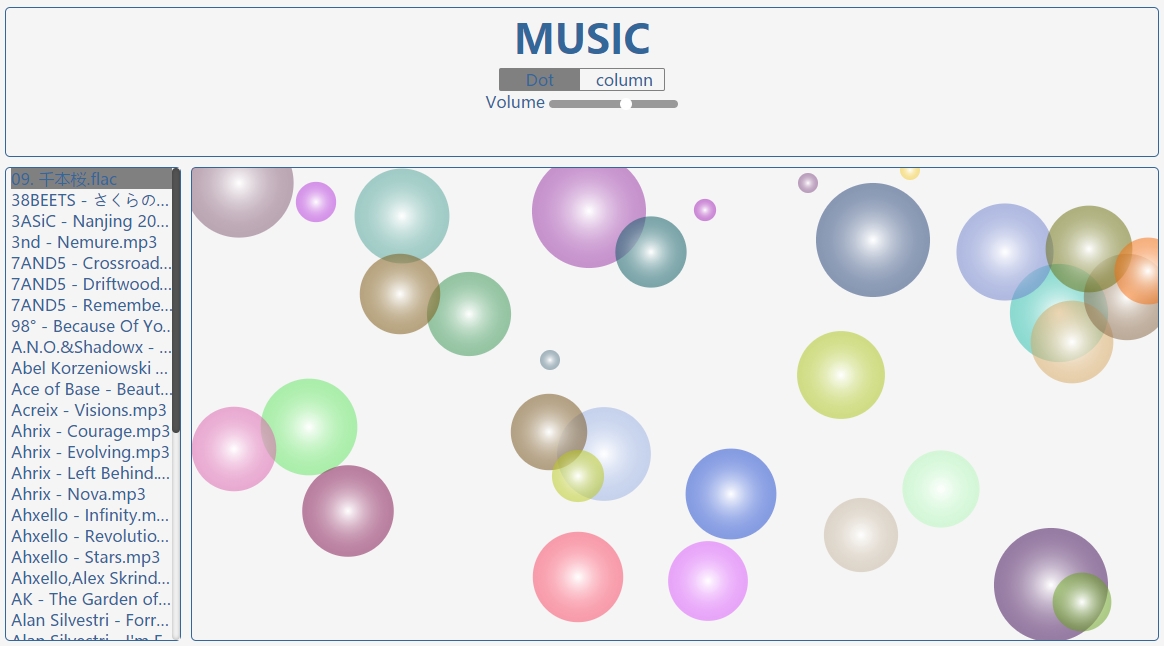 MUSIC
Dot column
Volume
09. 千本桜.flac
38BEETS - さくらの...
3ASiC - Nanjing 20...
3nd - Nemure.mp3
7AND5 - Crossroad...
7AND5 - Driftwood...
7AND5 - Remembe...
98° - Because Of Yo...
A.N.O.&Shadowx - ...
Abel Korzeniowski ...
Ace of Base - Beaut...
Acreix - Visions.mp3
Ahrix - Courage.mp3
Ahrix - Evolving.mp3
Ahrix - Left Behind....
Ahrix - Nova.mp3
Ahxello - Infinity.m...
Ahxello - Revolutio...
Ahxello - Stars.mp3
Ahxello,Alex Skrind...
AK - The Garden of...
Alan Silvestri - Forr...
Alan Silvestri - I'm F...